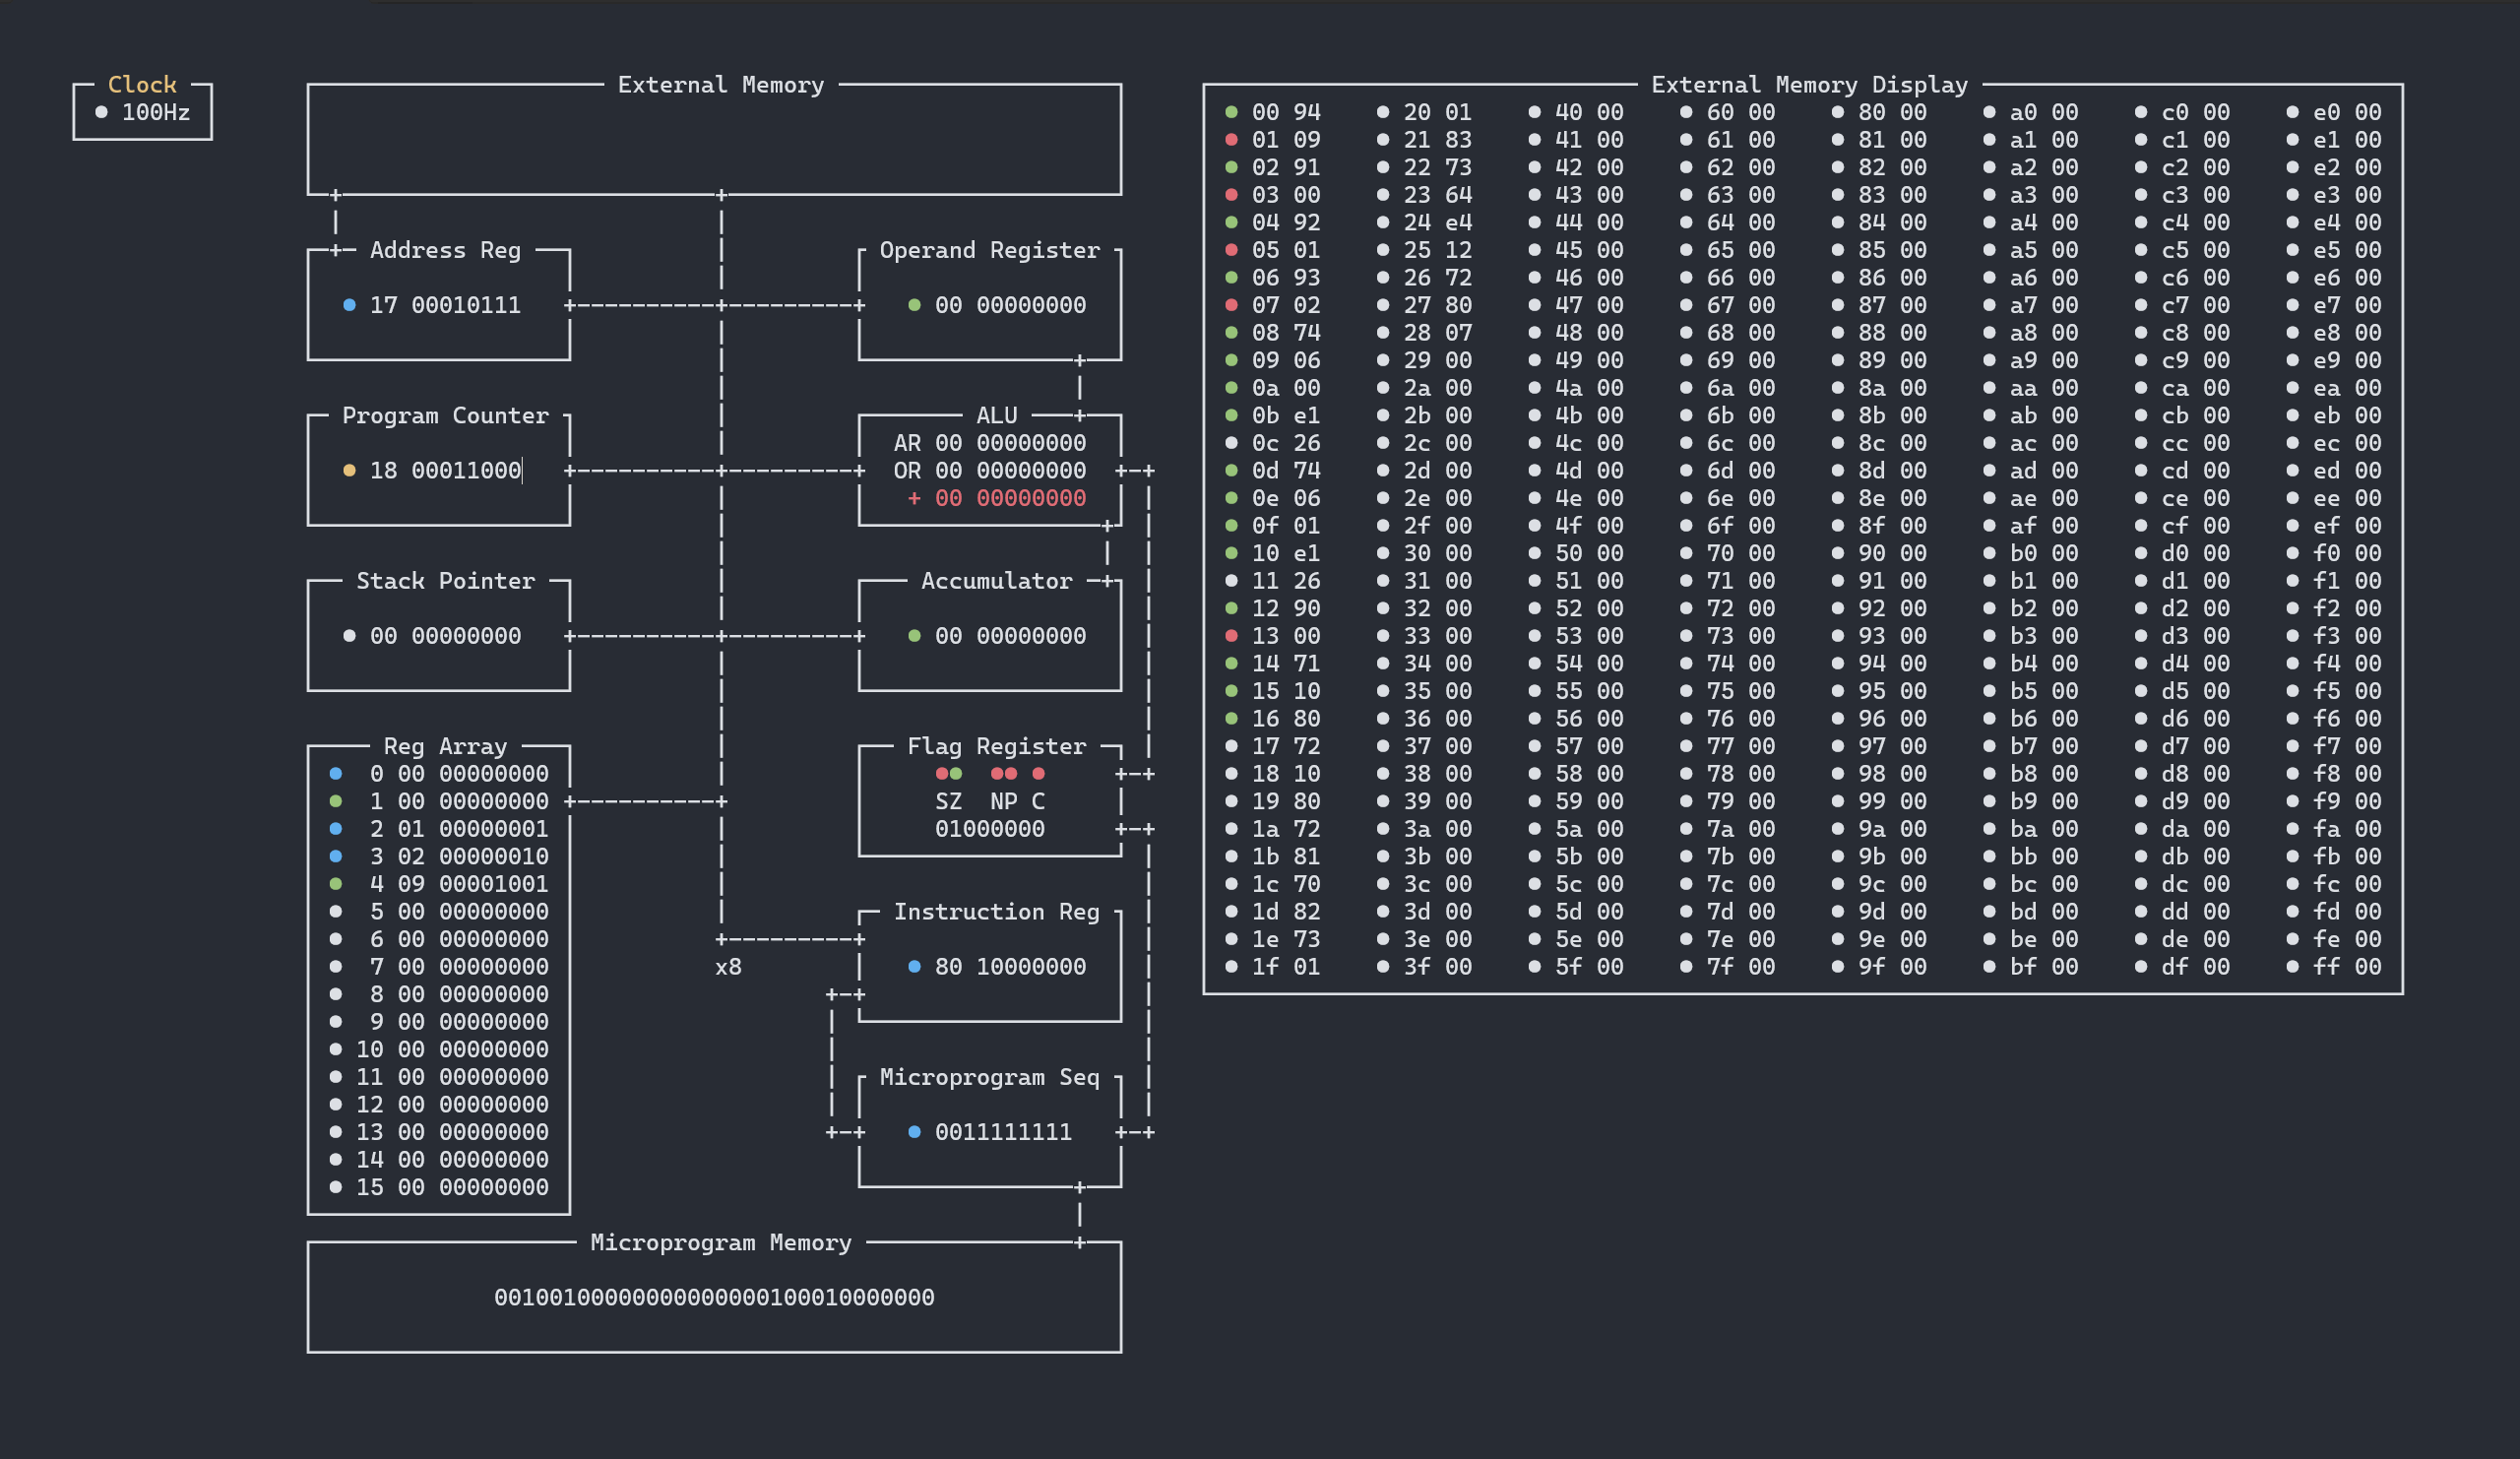 Clock
100Hz
External Memory
Address Reg
17 00010111
Operand Register
00 00000000
Program Counter
18 00011000
ALU
AR 00 00000000
OR 00 00000000
+ 00 00000000
Stack Pointer
00 00000000
Accumulator
00 00000000
Reg Array
0 00 00000000
1 00 00000000
2 01 00000001
3 02 00000010
4 09 00001001
5 00 00000000
6 00 00000000
7 00 00000000
8 00 00000000
9 00 00000000
10 00 00000000
11 00 00000000
12 00 00000000
13 00 00000000
14 00 00000000
15 00 00000000
x8
Flag Register
SZ NP C
01000000
Instruction Reg
80 10000000
Microprogram Seq
0011111111
Microprogram Memory
00100100000000000000100010000000
External Memory Display
00 94 20 01 40 00 60 00 80 00 a0 00 c0 00 e0 00
01 09 21 83 41 00 61 00 81 00 a1 00 c1 00 e1 00
02 91 22 73 42 00 62 00 82 00 a2 00 c2 00 e2 00
03 00 23 64 43 00 63 00 83 00 a3 00 c3 00 e3 00
04 92 24 e4 44 00 64 00 84 00 a4 00 c4 00 e4 00
05 01 25 12 45 00 65 00 85 00 a5 00 c5 00 e5 00
06 93 26 72 46 00 66 00 86 00 a6 00 c6 00 e6 00
07 02 27 80 47 00 67 00 87 00 a7 00 c7 00 e7 00
08 74 28 07 48 00 68 00 88 00 a8 00 c8 00 e8 00
09 06 29 00 49 00 69 00 89 00 a9 00 c9 00 e9 00
0a 00 2a 00 4a 00 6a 00 8a 00 aa 00 ca 00 ea 00
0b e1 2b 00 4b 00 6b 00 8b 00 ab 00 cb 00 eb 00
0c 26 2c 00 4c 00 6c 00 8c 00 ac 00 cc 00 ec 00
0d 74 2d 00 4d 00 6d 00 8d 00 ad 00 cd 00 ed 00
0e 06 2e 00 4e 00 6e 00 8e 00 ae 00 ce 00 ee 00
0f 01 2f 00 4f 00 6f 00 8f 00 af 00 cf 00 ef 00
10 e1 30 00 50 00 70 00 90 00 b0 00 d0 00 f0 00
11 26 31 00 51 00 71 00 91 00 b1 00 d1 00 f1 00
12 90 32 00 52 00 72 00 92 00 b2 00 d2 00 f2 00
13 00 33 00 53 00 73 00 93 00 b3 00 d3 00 f3 00
14 71 34 00 54 00 74 00 94 00 b4 00 d4 00 f4 00
15 10 35 00 55 00 75 00 95 00 b5 00 d5 00 f5 00
16 80 36 00 56 00 76 00 96 00 b6 00 d6 00 f6 00
17 72 37 00 57 00 77 00 97 00 b7 00 d7 00 f7 00
18 10 38 00 58 00 78 00 98 00 b8 00 d8 00 f8 00
19 80 39 00 59 00 79 00 99 00 b9 00 d9 00 f9 00
1a 72 3a 00 5a 00 7a 00 9a 00 ba 00 da 00 fa 00
1b 81 3b 00 5b 00 7b 00 9b 00 bb 00 db 00 fb 00
1c 70 3c 00 5c 00 7c 00 9c 00 bc 00 dc 00 fc 00
1d 82 3d 00 5d 00 7d 00 9d 00 bd 00 dd 00 fd 00
1e 73 3e 00 5e 00 7e 00 9e 00 be 00 de 00 fe 00
1f 01 3f 00 5f 00 7f 00 9f 00 bf 00 df 00 ff 00